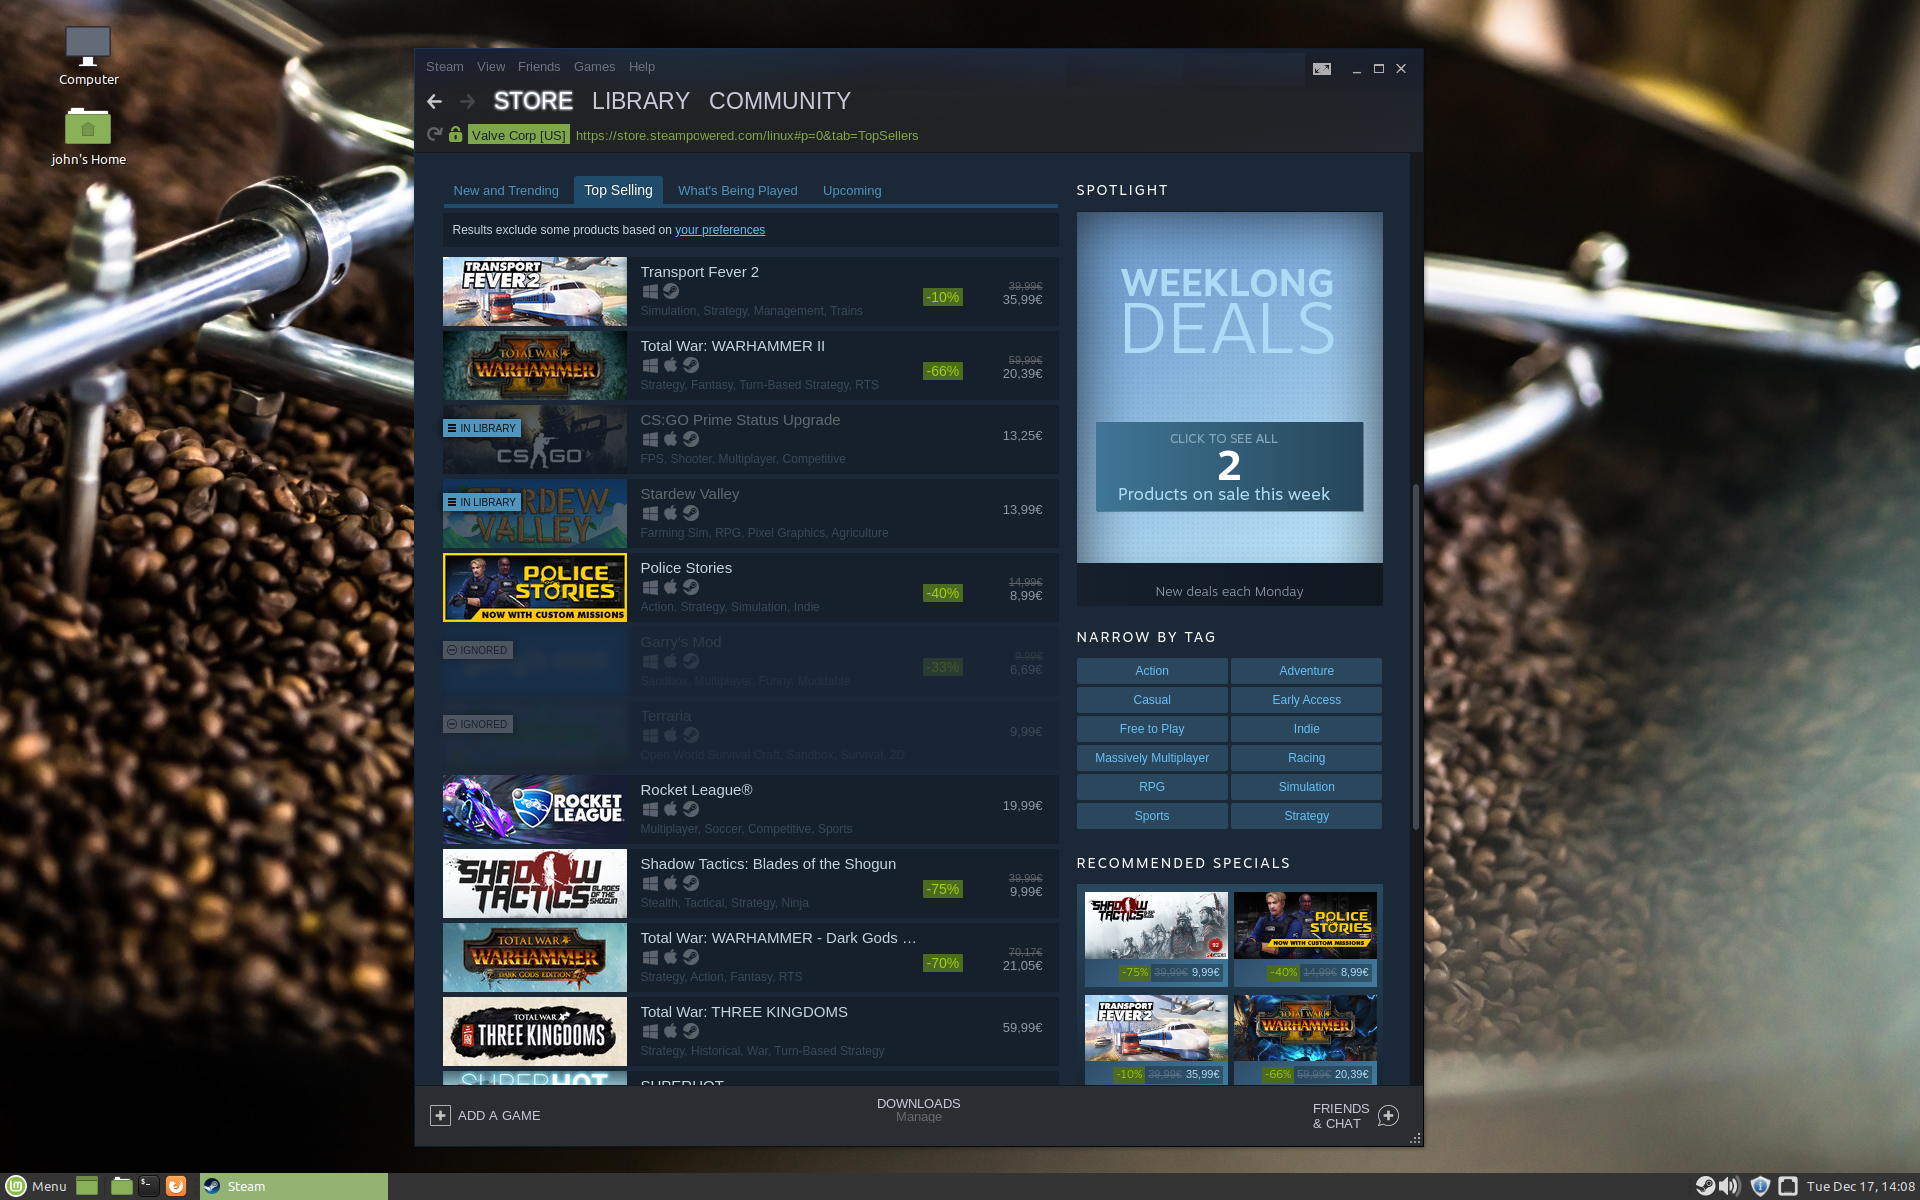 Computer
john's Home
Steam View Friends Games Help
STORE LIBRARY COMMUNITY
Valve Corp [US] https://store.steampowered.com/linux#p=0&tab=TopSellers
New and Trending Top Selling What's Being Played Upcoming
Results exclude some products based on your preferences
TRANSPORT FEVER 2
Transport Fever 2
-10% 39,99€ 35,99€
Simulation, Strategy, Management, Trains
TOTAL WAR WARHAMMER II
Total War: WARHAMMER II
-66% 59,99€ 20,39€
Strategy, Fantasy, Turn-Based Strategy, RTS
IN LIBRARY
CS GO
CS:GO Prime Status Upgrade
13,25€
FPS, Shooter, Multiplayer, Competitive
IN LIBRARY
STARDEW VALLEY
Stardew Valley
13,99€
Farming Sim, RPG, Pixel Graphics, Agriculture
POLICE STORIES
NOW WITH CUSTOM MISSIONS
Police Stories
-40% 14,99€ 8,99€
Action, Strategy, Simulation, Indie
IGNORED
Garry's Mod
-33% 9,99€ 6,69€
Sandbox, Multiplayer, Funny, Moddable
IGNORED
Terraria
9,99€
Open World Survival Craft, Sandbox, Survival, 2D
ROCKET LEAGUE
Rocket League®
19,99€
Multiplayer, Soccer, Competitive, Sports
SHADOW TACTICS BLADES OF THE SHOGUN
Shadow Tactics: Blades of the Shogun
-75% 39,99€ 9,99€
Stealth, Tactical, Strategy, Ninja
TOTAL WAR WARHAMMER DARK GODS EDITION
Total War: WARHAMMER - Dark Gods …
-70% 70,17€ 21,05€
Strategy, Action, Fantasy, RTS
TOTAL WAR THREE KINGDOMS
三國
Total War: THREE KINGDOMS
59,99€
Strategy, Historical, War, Turn-Based Strategy
SUPERHOT
SUPERHOT
SPOTLIGHT
WEEKLONG
DEALS
CLICK TO SEE ALL
2
Products on sale this week
New deals each Monday
NARROW BY TAG
Action Adventure
Casual Early Access
Free to Play Indie
Massively Multiplayer Racing
RPG Simulation
Sports Strategy
RECOMMENDED SPECIALS
SHADOW TACTICS
92
POLICE STORIES
NOW WITH CUSTOM MISSIONS
-75% 39,99€ 9,99€ -40% 14,99€ 8,99€
TRANSPORT FEVER 2
TOTAL WAR WARHAMMER II
-10% 39,99€ 35,99€ -66% 59,99€ 20,39€
ADD A GAME
DOWNLOADS
Manage
FRIENDS
& CHAT
Menu $_ Steam Tue Dec 17, 14:08